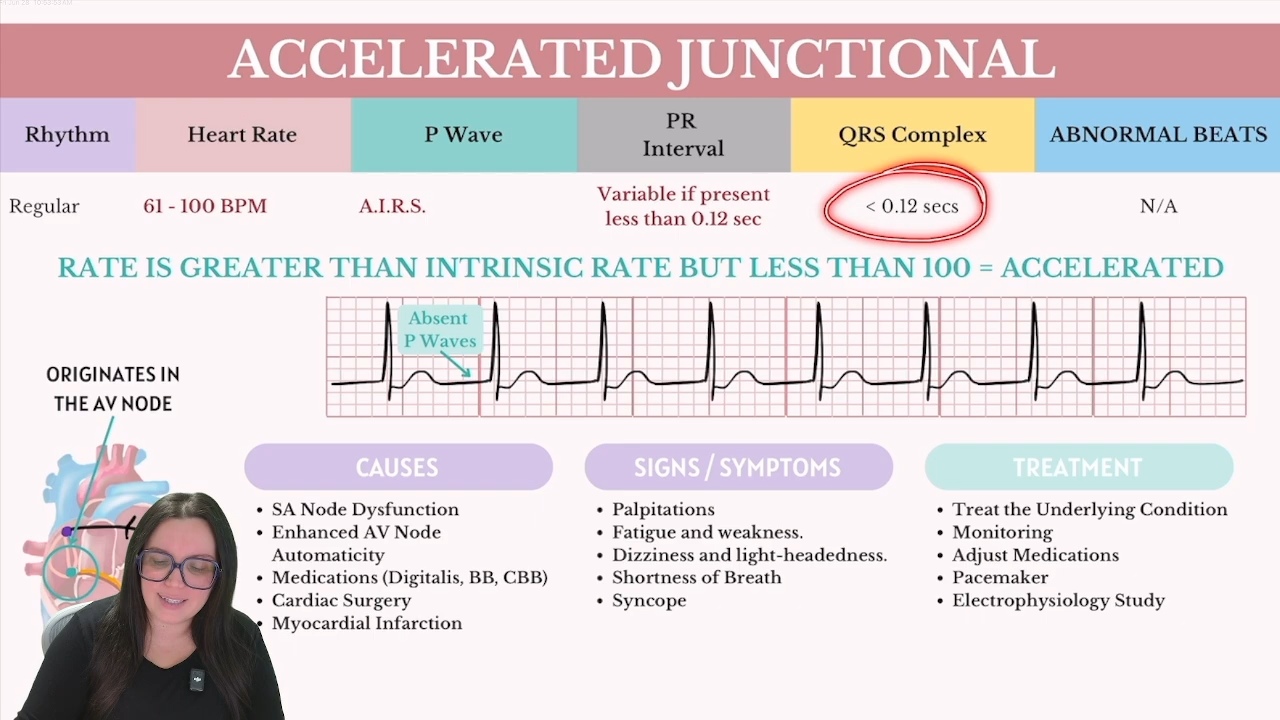 ACCELERATED JUNCTIONAL
Rhythm
Heart Rate
P Wave
PR
Interval
QRS Complex
ABNORMAL BEATS
Regular
61 - 100 BPM
A.I.R.S.
Variable if present
less than 0.12 sec
< 0.12 secs
N/A
RATE IS GREATER THAN INTRINSIC RATE BUT LESS THAN 100 = ACCELERATED
Absent
P Waves
ORIGINATES IN
THE AV NODE
CAUSES
• SA Node Dysfunction
• Enhanced AV Node
Automaticity
• Medications (Digitalis, BB, CBB)
• Cardiac Surgery
• Myocardial Infarction
SIGNS / SYMPTOMS
• Palpitations
• Fatigue and weakness.
• Dizziness and light-headedness.
• Shortness of Breath
• Syncope
TREATMENT
• Treat the Underlying Condition
• Monitoring
• Adjust Medications
• Pacemaker
• Electrophysiology Study